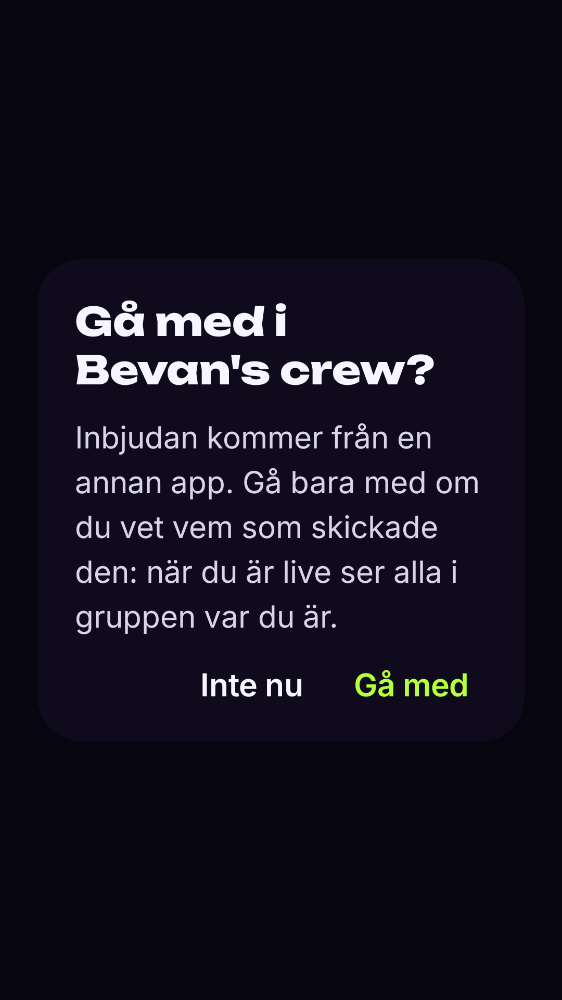 Gå med i
Bevan's crew?
Inbjudan kommer från en
annan app. Gå bara med om
du vet vem som skickade
den: när du är live ser alla i
gruppen var du är.
Inte nu Gå med